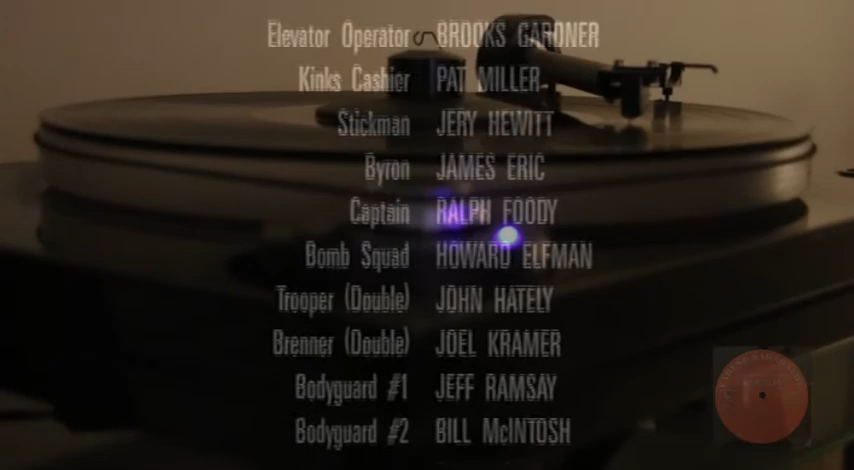 Elevator Operator BROOKS GARDNER
Kinks Cashier PAT MILLER
Stickman JERY HEWITT
Byron JAMES ERIC
Captain RALPH FOODY
Bomb Squad HOWARD ELFMAN
Trooper (Double) JOHN HATELY
Brenner (Double) JOEL KRAMER
Bodyguard #1 JEFF RAMSAY
Bodyguard #2 BILL McINTOSH